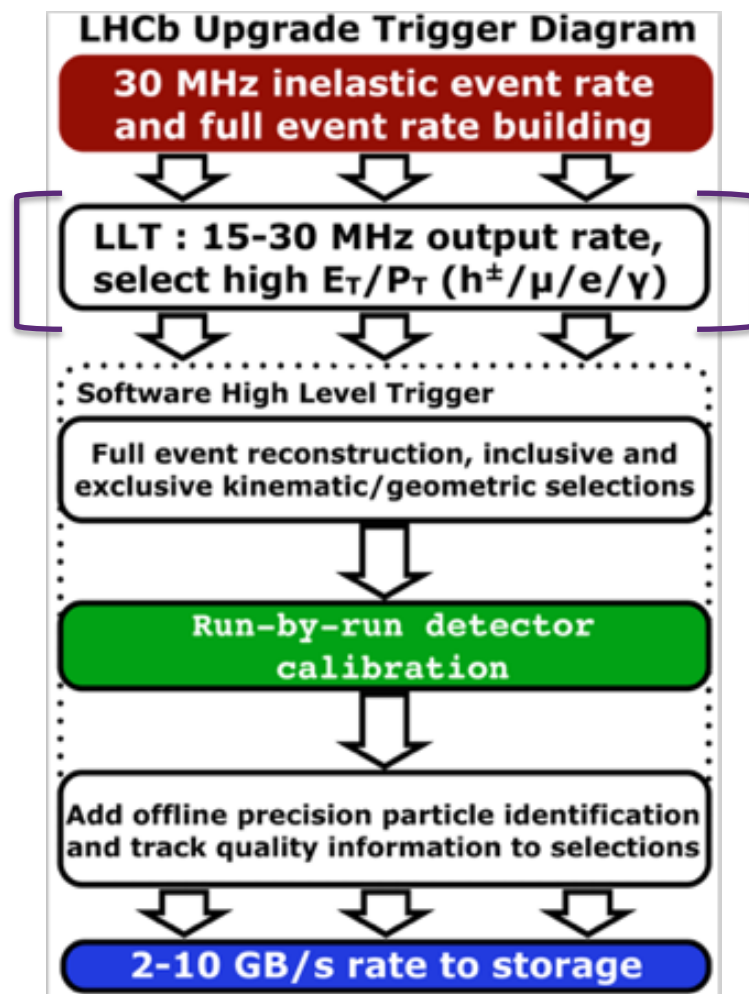 LHCb Upgrade Trigger Diagram
30 MHz inelastic event rate
and full event rate building
LLT : 15-30 MHz output rate,
select high Eᴛ/Pᴛ (h±/μ/e/γ)
Software High Level Trigger
Full event reconstruction, inclusive and
exclusive kinematic/geometric selections
Run-by-run detector
calibration
Add offline precision particle identification
and track quality information to selections
2-10 GB/s rate to storage